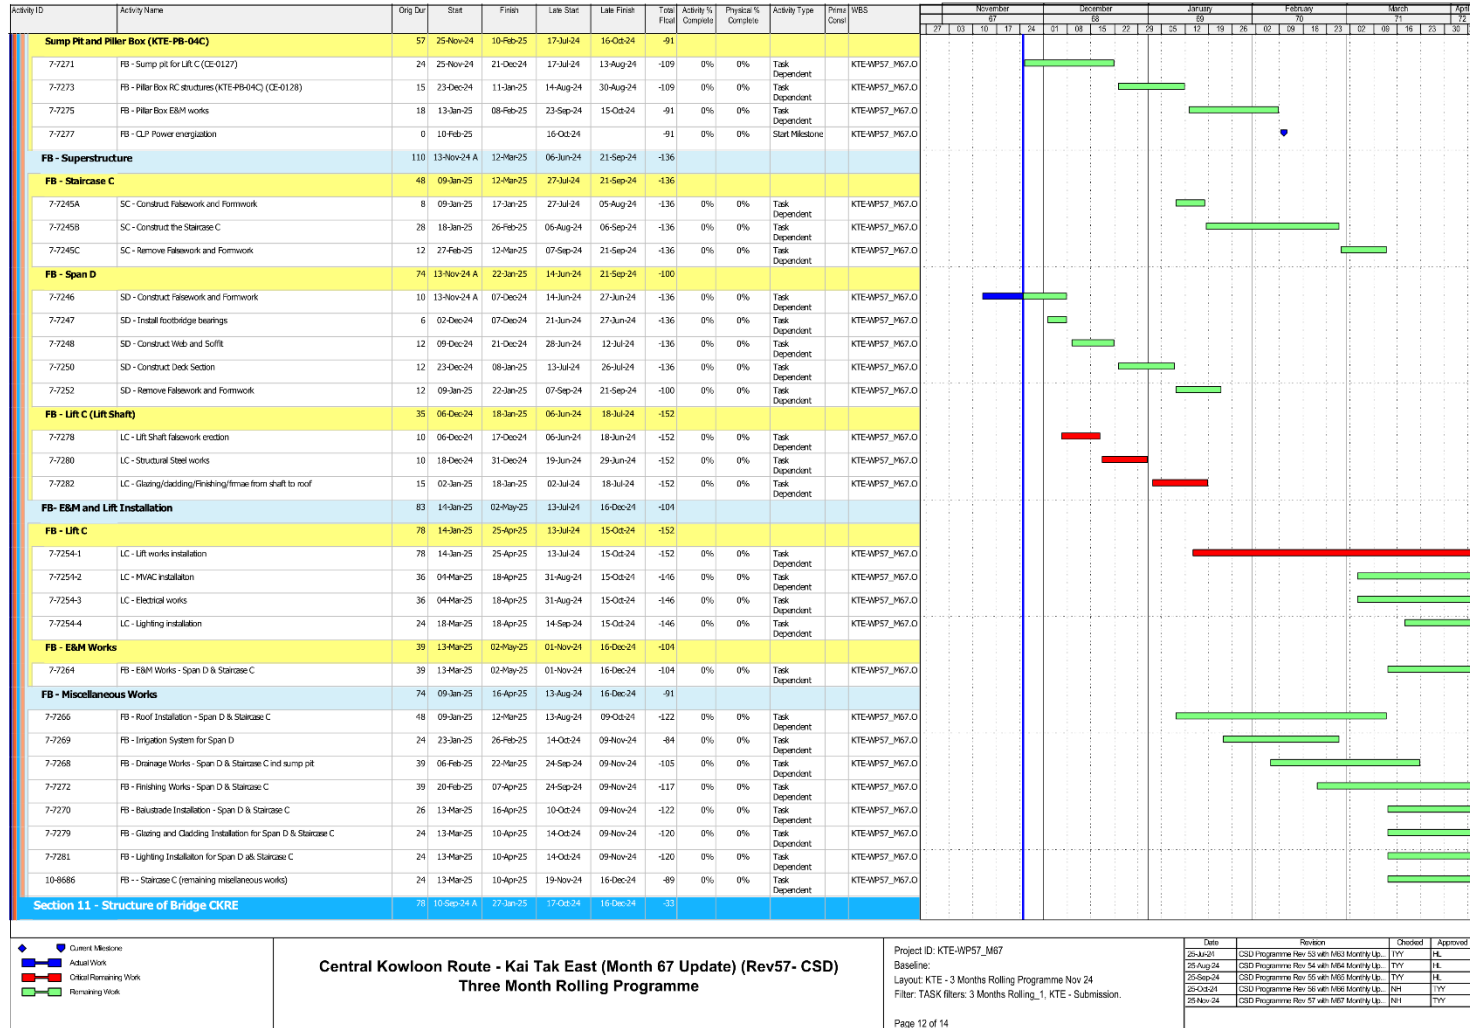 Activity ID Activity Name Orig Dur Start Finish Late Start Late Finish Total Float Activity % Complete Physical % Complete Activity Type Prima Const WBS
November December January February March April
67 68 69 70 71 72
27 03 10 17 24 01 08 15 22 29 05 12 19 26 02 09 16 23 02 09 16 23 30
Sump Pit and Piller Box (KTE-PB-04C) 57 25-Nov-24 10-Feb-25 17-Jul-24 16-Oct-24 -91
7-7271 FB - Sump pit for Lift C (CE-0127) 24 25-Nov-24 21-Dec-24 17-Jul-24 13-Aug-24 -109 0% 0% Task Dependent KTE-WP57_M67.O
7-7273 FB - Pillar Box RC structures (KTE-PB-04C) (CE-0128) 15 23-Dec-24 11-Jan-25 14-Aug-24 30-Aug-24 -109 0% 0% Task Dependent KTE-WP57_M67.O
7-7275 FB - Pillar Box E&M works 18 13-Jan-25 08-Feb-25 23-Sep-24 15-Oct-24 -91 0% 0% Task Dependent KTE-WP57_M67.O
7-7277 FB - CLP Power energization 0 10-Feb-25 16-Oct-24 -91 0% 0% Start Milestone KTE-WP57_M67.O
FB - Superstructure 110 13-Nov-24 A 12-Mar-25 06-Jun-24 21-Sep-24 -136
FB - Staircase C 48 09-Jan-25 12-Mar-25 27-Jul-24 21-Sep-24 -136
7-7245A SC - Construct Falsework and Formwork 8 09-Jan-25 17-Jan-25 27-Jul-24 05-Aug-24 -136 0% 0% Task Dependent KTE-WP57_M67.O
7-7245B SC - Construct the Staircase C 28 18-Jan-25 26-Feb-25 06-Aug-24 06-Sep-24 -136 0% 0% Task Dependent KTE-WP57_M67.O
7-7245C SC - Remove Falsework and Formwork 12 27-Feb-25 12-Mar-25 07-Sep-24 21-Sep-24 -136 0% 0% Task Dependent KTE-WP57_M67.O
FB - Span D 74 13-Nov-24 A 22-Jan-25 14-Jun-24 21-Sep-24 -100
7-7246 SD - Construct Falsework and Formwork 10 13-Nov-24 A 07-Dec-24 14-Jun-24 27-Jun-24 -136 0% 0% Task Dependent KTE-WP57_M67.O
7-7247 SD - Install footbridge bearings 6 02-Dec-24 07-Dec-24 21-Jun-24 27-Jun-24 -136 0% 0% Task Dependent KTE-WP57_M67.O
7-7248 SD - Construct Web and Soffit 12 09-Dec-24 21-Dec-24 28-Jun-24 12-Jul-24 -136 0% 0% Task Dependent KTE-WP57_M67.O
7-7250 SD - Construct Deck Section 12 23-Dec-24 08-Jan-25 13-Jul-24 26-Jul-24 -136 0% 0% Task Dependent KTE-WP57_M67.O
7-7252 SD - Remove Falsework and Formwork 12 09-Jan-25 22-Jan-25 07-Sep-24 21-Sep-24 -100 0% 0% Task Dependent KTE-WP57_M67.O
FB - Lift C (Lift Shaft) 35 06-Dec-24 18-Jan-25 06-Jun-24 18-Jul-24 -152
7-7278 LC - Lift Shaft falsework erection 10 06-Dec-24 17-Dec-24 06-Jun-24 18-Jun-24 -152 0% 0% Task Dependent KTE-WP57_M67.O
7-7280 LC - Structural Steel works 10 18-Dec-24 31-Dec-24 19-Jun-24 29-Jun-24 -152 0% 0% Task Dependent KTE-WP57_M67.O
7-7282 LC - Glazing/cladding/Finishing/frmae from shaft to roof 15 02-Jan-25 18-Jan-25 02-Jul-24 18-Jul-24 -152 0% 0% Task Dependent KTE-WP57_M67.O
FB- E&M and Lift Installation 83 14-Jan-25 02-May-25 13-Jul-24 16-Dec-24 -104
FB - Lift C 78 14-Jan-25 25-Apr-25 13-Jul-24 15-Oct-24 -152
7-7254-1 LC - Lift works installation 78 14-Jan-25 25-Apr-25 13-Jul-24 15-Oct-24 -152 0% 0% Task Dependent KTE-WP57_M67.O
7-7254-2 LC - MVAC installaiton 36 04-Mar-25 18-Apr-25 31-Aug-24 15-Oct-24 -146 0% 0% Task Dependent KTE-WP57_M67.O
7-7254-3 LC - Electrical works 36 04-Mar-25 18-Apr-25 31-Aug-24 15-Oct-24 -146 0% 0% Task Dependent KTE-WP57_M67.O
7-7254-4 LC - Lighting installation 24 18-Mar-25 18-Apr-25 14-Sep-24 15-Oct-24 -146 0% 0% Task Dependent KTE-WP57_M67.O
FB - E&M Works 39 13-Mar-25 02-May-25 01-Nov-24 16-Dec-24 -104
7-7264 FB - E&M Works - Span D & Staircase C 39 13-Mar-25 02-May-25 01-Nov-24 16-Dec-24 -104 0% 0% Task Dependent KTE-WP57_M67.O
FB - Miscellaneous Works 74 09-Jan-25 16-Apr-25 13-Aug-24 16-Dec-24 -91
7-7266 FB - Roof Installation - Span D & Staircase C 48 09-Jan-25 12-Mar-25 13-Aug-24 09-Oct-24 -122 0% 0% Task Dependent KTE-WP57_M67.O
7-7269 FB - Irrigation System for Span D 24 23-Jan-25 26-Feb-25 14-Oct-24 09-Nov-24 -84 0% 0% Task Dependent KTE-WP57_M67.O
7-7268 FB - Drainage Works - Span D & Staircase C ind sump pit 39 06-Feb-25 22-Mar-25 24-Sep-24 09-Nov-24 -105 0% 0% Task Dependent KTE-WP57_M67.O
7-7272 FB - Finishing Works - Span D & Staircase C 39 20-Feb-25 07-Apr-25 24-Sep-24 09-Nov-24 -117 0% 0% Task Dependent KTE-WP57_M67.O
7-7270 FB - Balustrade Installation - Span D & Staircase C 26 13-Mar-25 16-Apr-25 10-Oct-24 09-Nov-24 -122 0% 0% Task Dependent KTE-WP57_M67.O
7-7279 FB - Glazing and Cladding Installation for Span D & Staircase C 24 13-Mar-25 10-Apr-25 14-Oct-24 09-Nov-24 -120 0% 0% Task Dependent KTE-WP57_M67.O
7-7281 FB - Lighting Installaiton for Span D a& Staircase C 24 13-Mar-25 10-Apr-25 14-Oct-24 09-Nov-24 -120 0% 0% Task Dependent KTE-WP57_M67.O
10-8686 FB - - Staircase C (remaining misellaneous works) 24 13-Mar-25 10-Apr-25 19-Nov-24 16-Dec-24 -89 0% 0% Task Dependent KTE-WP57_M67.O
Section 11 - Structure of Bridge CKRE 78 10-Sep-24 A 27-Jan-25 17-Oct-24 16-Dec-24 -33
Current Milestone
Actual Work
Critical Remaining Work
Remaining Work
Central Kowloon Route - Kai Tak East (Month 67 Update) (Rev57- CSD)
Three Month Rolling Programme
Project ID: KTE-WP57_M67
Baseline:
Layout: KTE - 3 Months Rolling Programme Nov 24
Filter: TASK filters: 3 Months Rolling_1, KTE - Submission.
Page 12 of 14
Date Revision Checked Approved
25-Jul-24 CSD Programme Rev 53 with M63 Monthly Up... TYY HL
25-Aug-24 CSD Programme Rev 54 with M64 Monthly Up... TYY HL
25-Sep-24 CSD Programme Rev 55 with M65 Monthly Up... TYY HL
25-Oct-24 CSD Programme Rev 56 with M66 Monthly Up... NH TYY
25-Nov-24 CSD Programme Rev 57 with M67 Monthly Up... NH TYY